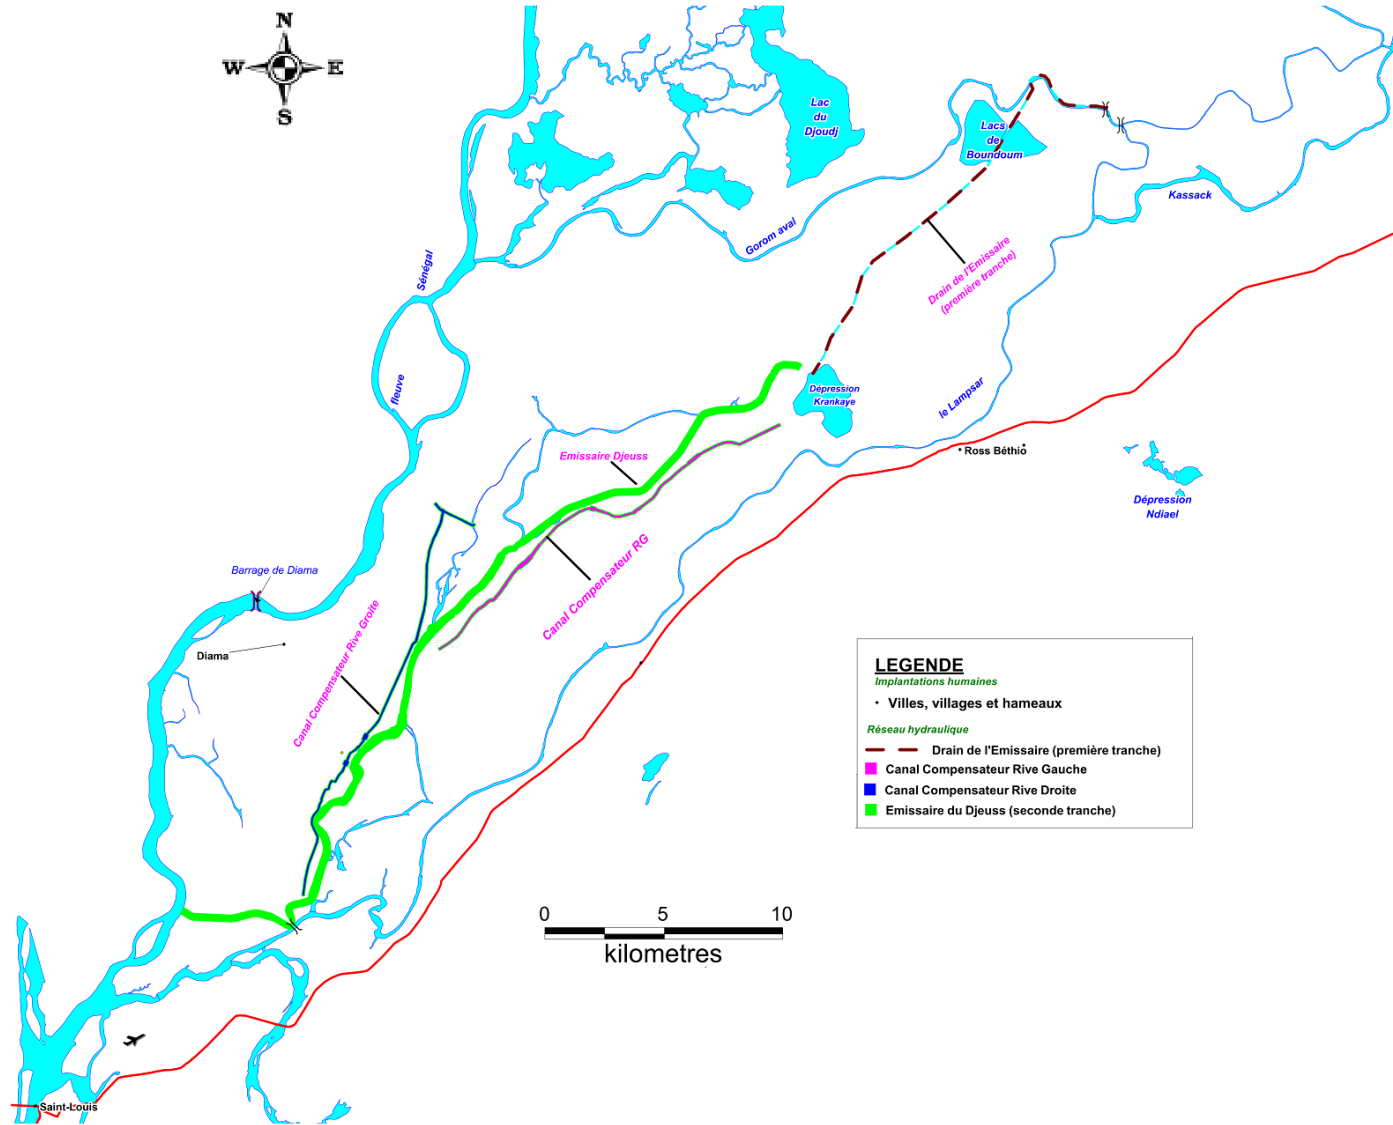 N
W
E
S
Lac
du
Djoudj
Lacs
de
Boundoum
Kassack
Gorom aval
Sénégal
Drain de l'Emissaire
(première tranche)
fleuve
Dépression
Krankaye
le Lampsar
Ross Béthio
Emissaire Djeuss
Dépression
Ndiael
Barrage de Diama
Canal Compensateur RG
Diama
Canal Compensateur Rive Groite
LEGENDE
Implantations humaines
Villes, villages et hameaux
Réseau hydraulique
Drain de l'Emissaire (première tranche)
Canal Compensateur Rive Gauche
Canal Compensateur Rive Droite
Emissaire du Djeuss (seconde tranche)
0 5 10
kilometres
Saint-Louis